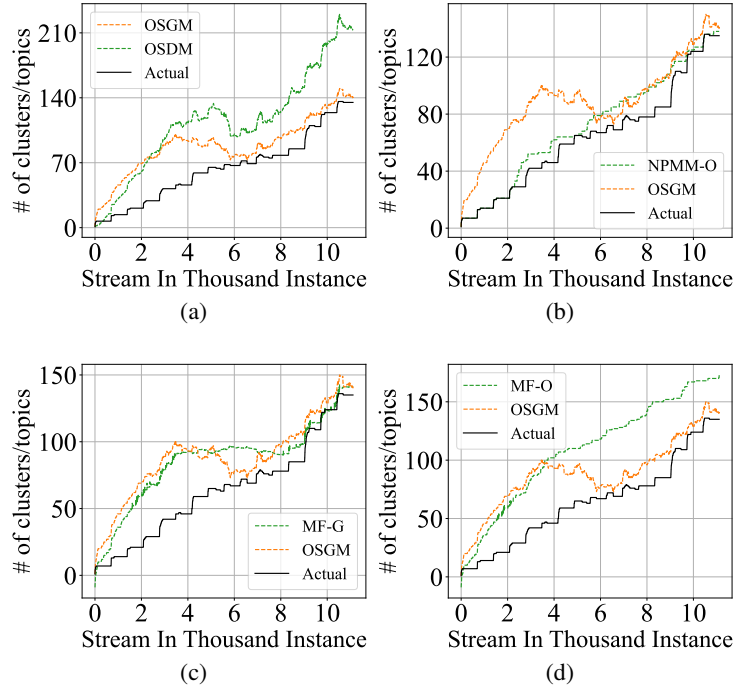 OSGM
OSDM
Actual
210
140
70
0
# of clusters/topics
0 2 4 6 8 10
Stream In Thousand Instance
(a)
120
80
40
0
# of clusters/topics
NPMM-O
OSGM
Actual
0 2 4 6 8 10
Stream In Thousand Instance
(b)
150
100
50
0
# of clusters/topics
MF-G
OSGM
Actual
0 2 4 6 8 10
Stream In Thousand Instance
(c)
MF-O
OSGM
Actual
150
100
50
0
# of clusters/topics
0 2 4 6 8 10
Stream In Thousand Instance
(d)